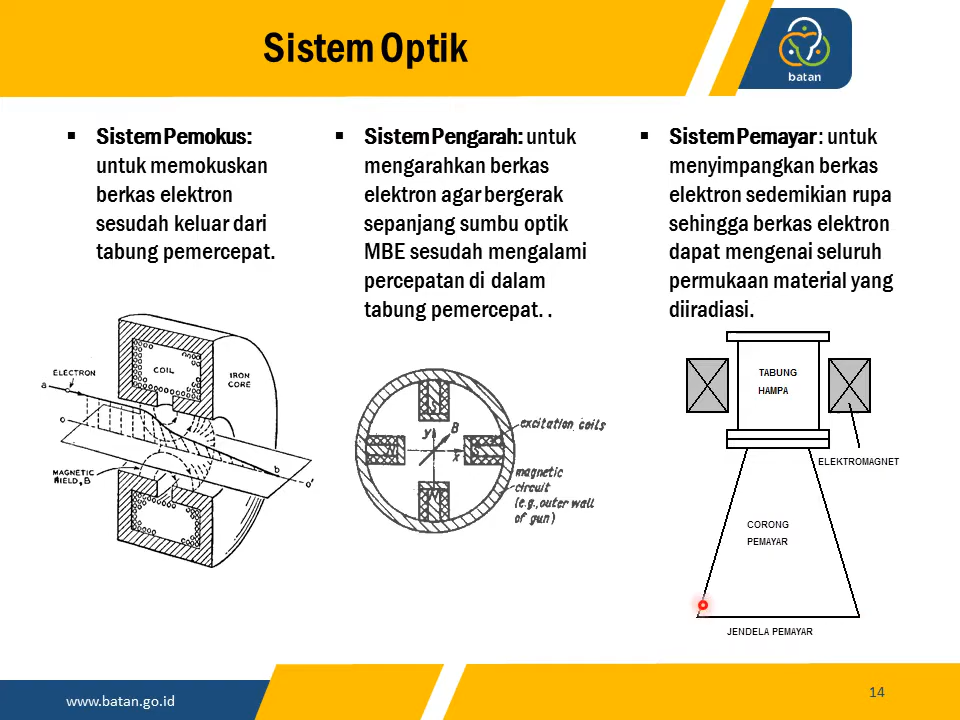 Sistem Optik
batan
▪ Sistem Pemokus:
untuk memokuskan
berkas elektron
sesudah keluar dari
tabung pemercepat.
▪ Sistem Pengarah: untuk
mengarahkan berkas
elektron agar bergerak
sepanjang sumbu optik
MBE sesudah mengalami
percepatan di dalam
tabung pemercepat. .
▪ Sistem Pemayar : untuk
menyimpangkan berkas
elektron sedemikian rupa
sehingga berkas elektron
dapat mengenai seluruh
permukaan material yang
diiradiasi.
ELECTRON
a
COIL
IRON
CORE
o
b
o'
MAGNETIC
FIELD, B
S
y
B
N
x
S
N
excitation coils
magnetic
circuit
(e.g., outer wall
of gun)
TABUNG
HAMPA
ELEKTROMAGNET
CORONG
PEMAYAR
JENDELA PEMAYAR
www.batan.go.id
14